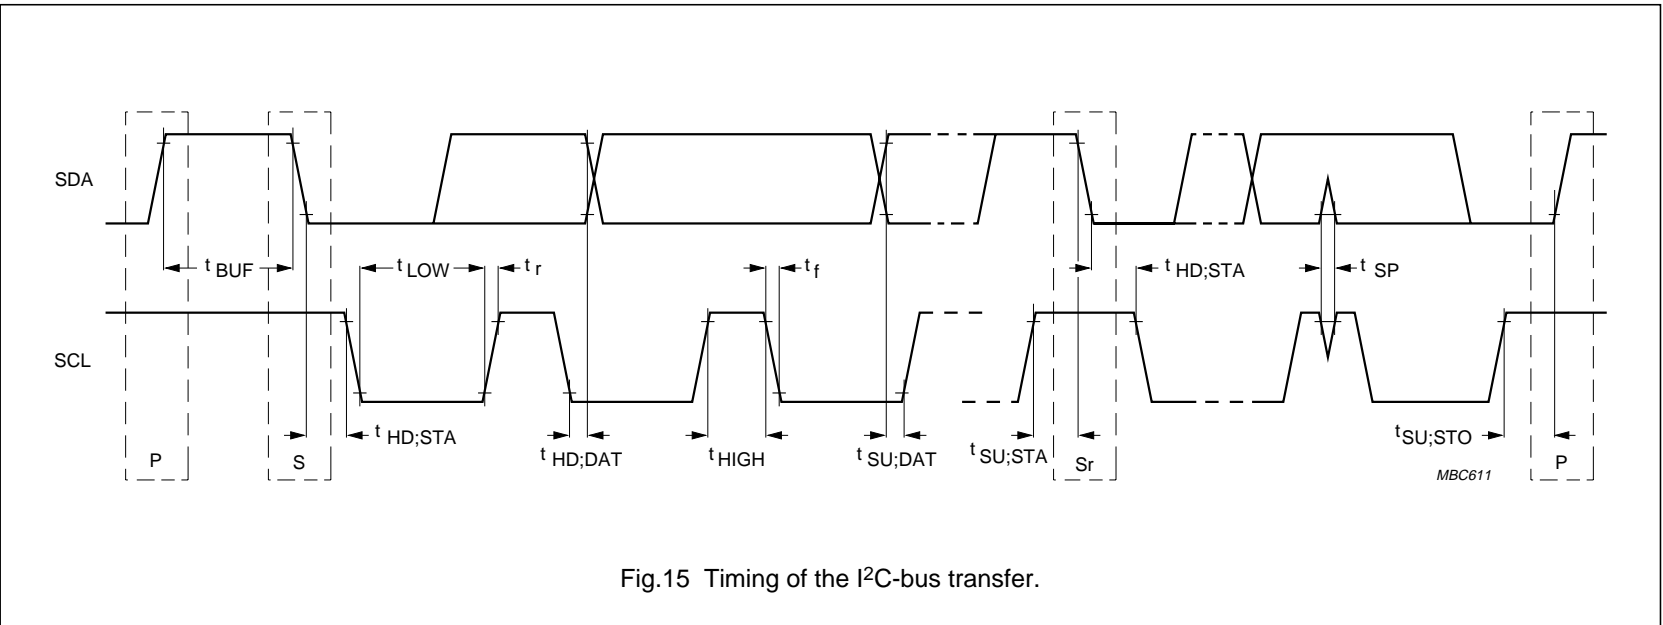 SDA
t BUF
t LOW
t r
t f
t HD;STA
t SP
SCL
t HD;STA
t HD;DAT
t HIGH
t SU;DAT
t SU;STA
t SU;STO
P
S
Sr
P
MBC611
Fig.15 Timing of the I²C-bus transfer.